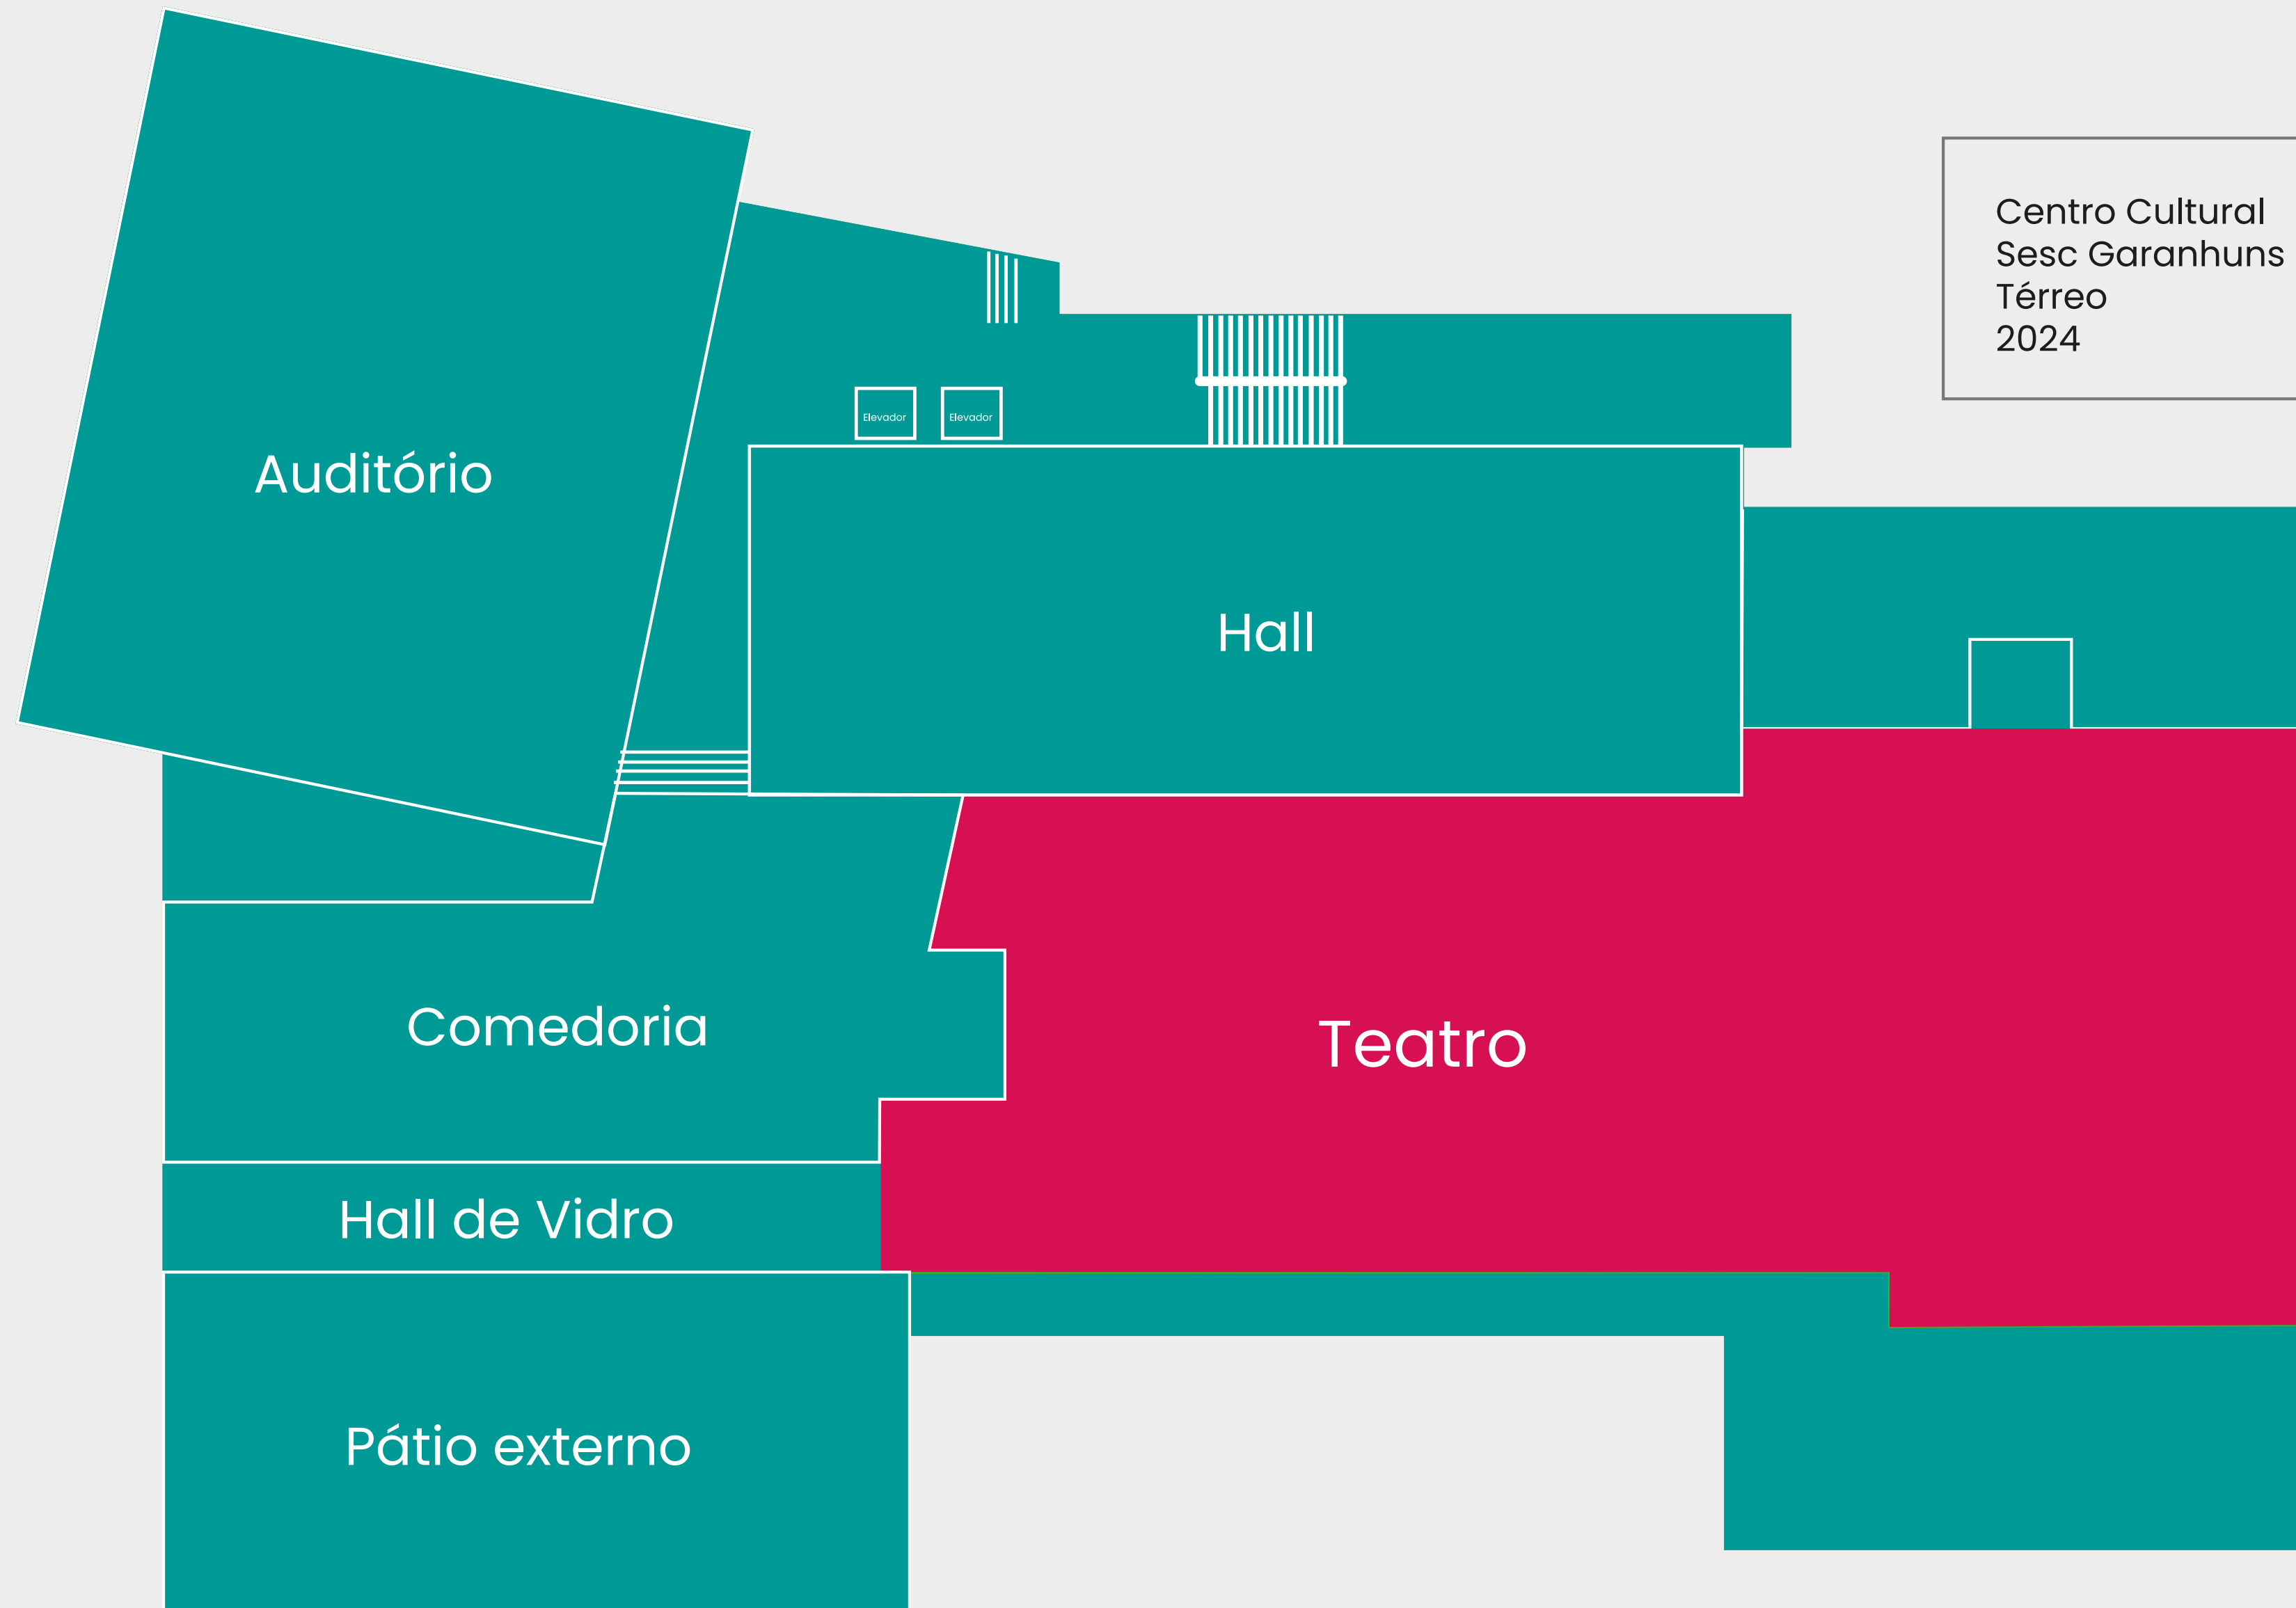 Centro Cultural
Sesc Garanhuns
Térreo
2024
Elevador
Elevador
Auditório
Hall
Comedoria
Teatro
Hall de Vidro
Pátio externo